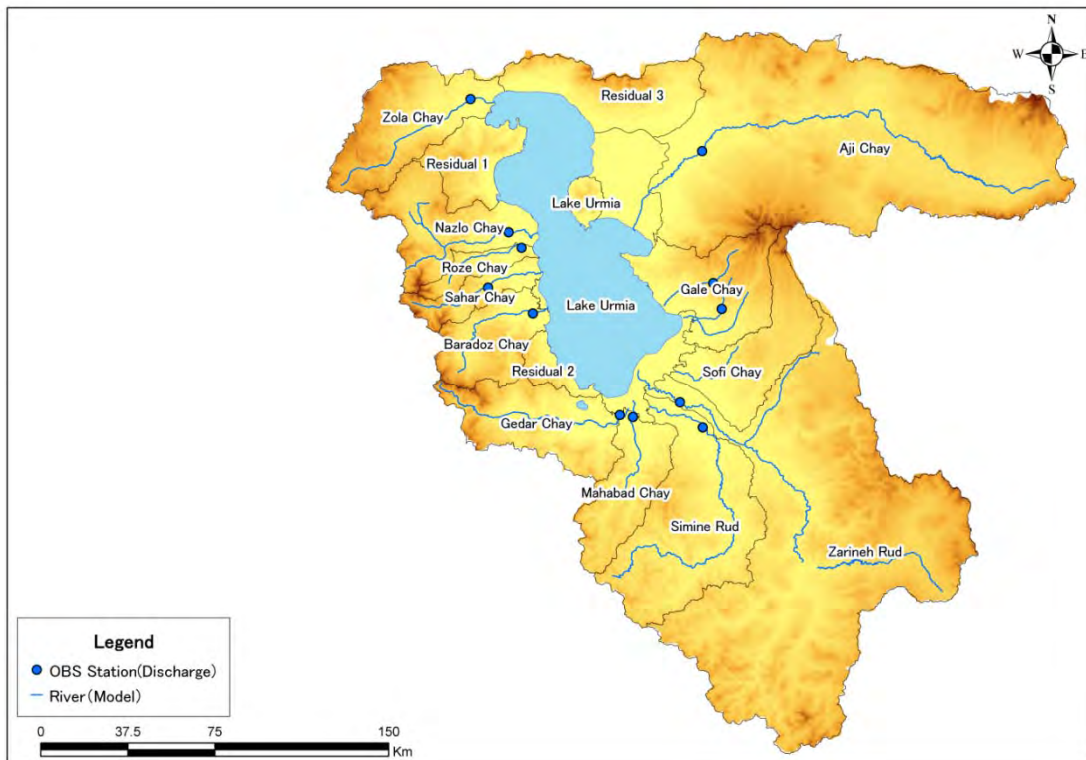 N
W E
S
Residual 3
Zola Chay
Aji Chay
Residual 1
Lake Urmia
Nazlo Chay
Roze Chay
Gale Chay
Sahar Chay
Lake Urmia
Baradoz Chay
Residual 2
Sofi Chay
Gedar Chay
Mahabad Chay
Simine Rud
Zarineh Rud
Legend
OBS Station(Discharge)
River(Model)
0 37.5 75 150
Km